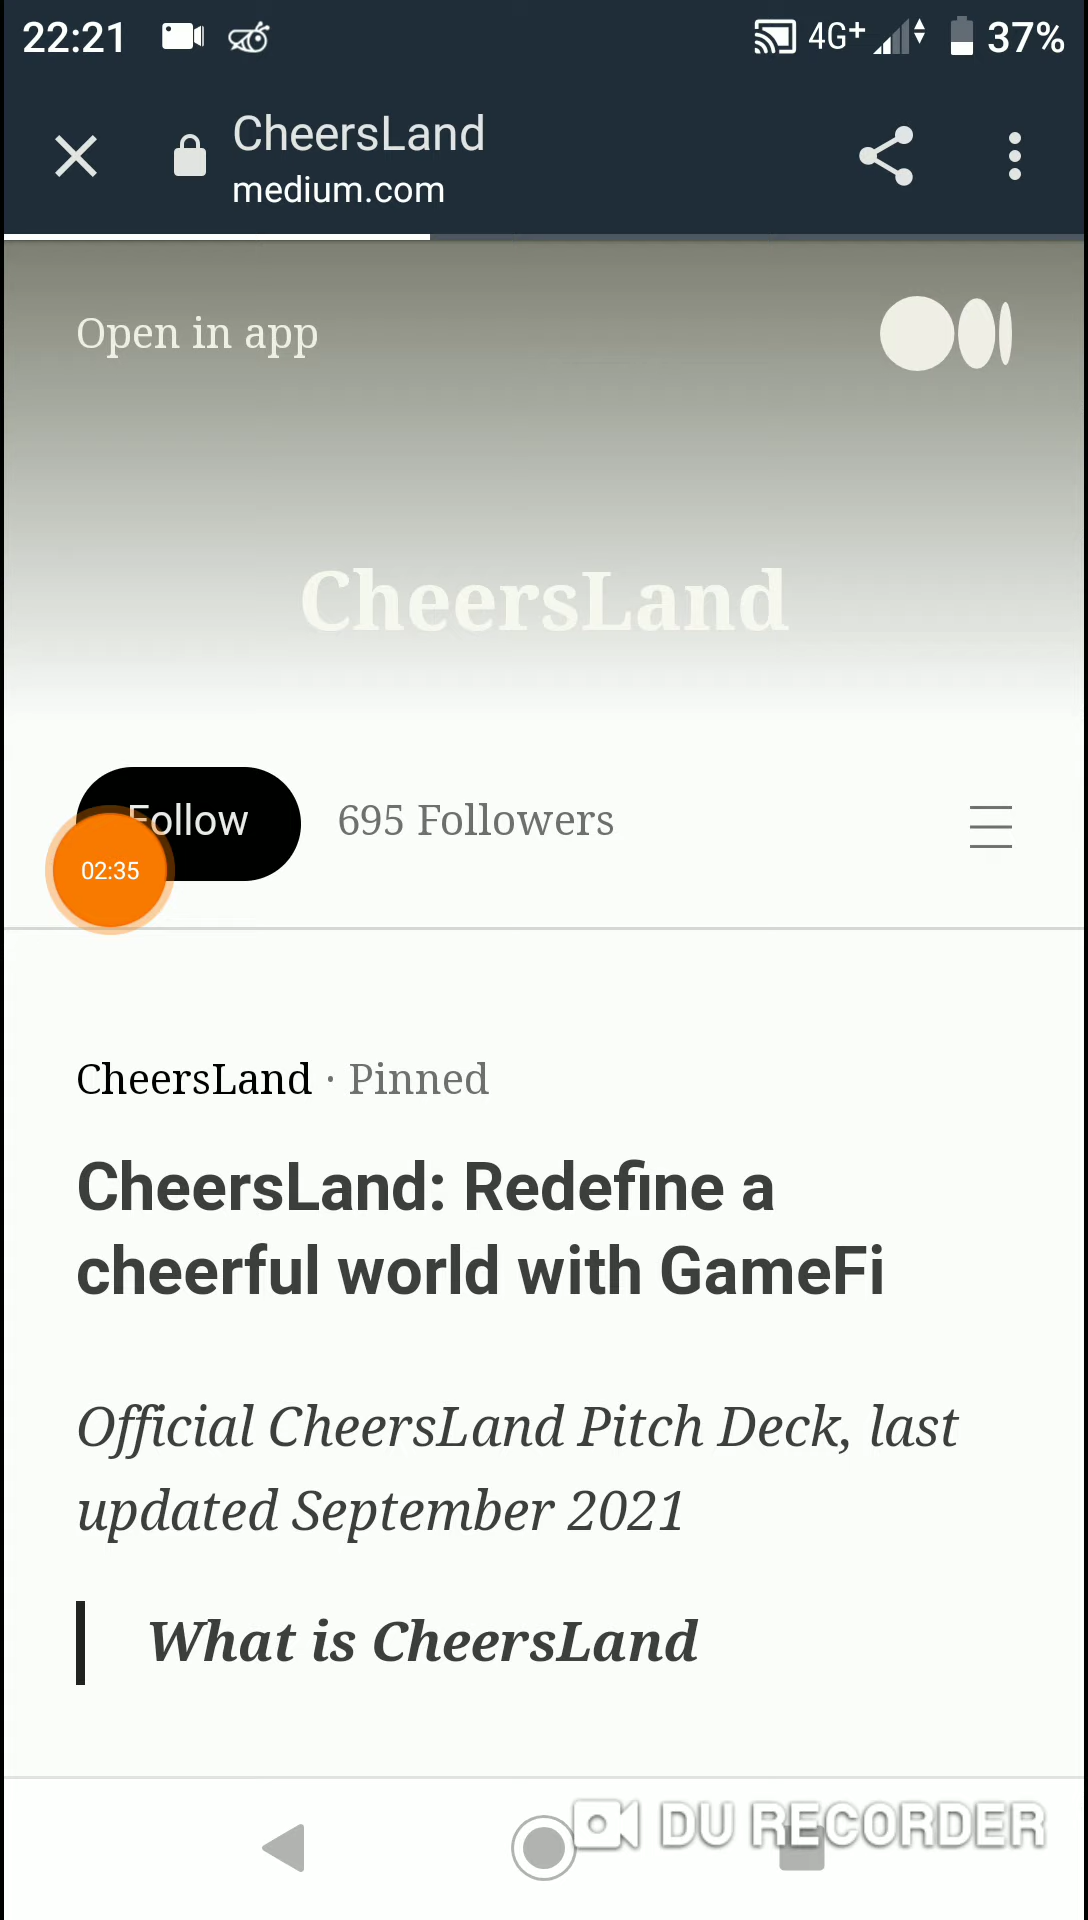 22:21 4G+ 37%
CheersLand
medium.com
Open in app
CheersLand
Follow 695 Followers
02:35
CheersLand · Pinned
CheersLand: Redefine a
cheerful world with GameFi
Official CheersLand Pitch Deck, last
updated September 2021
What is CheersLand
DU RECORDER